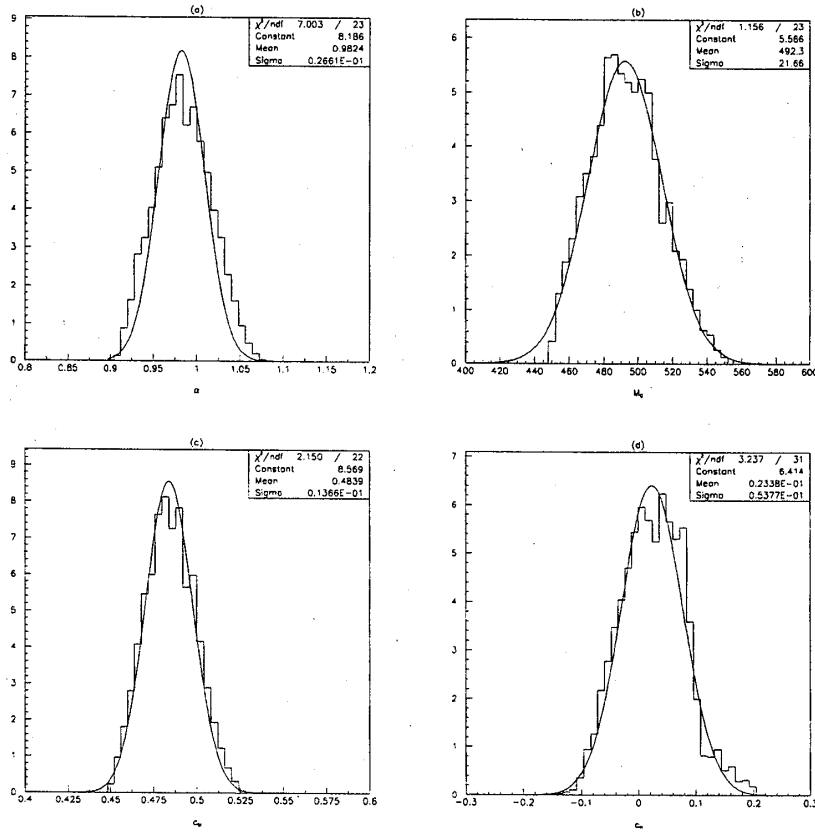 (a)
χ²/ndf 7.003 / 23
Constant 8.186
Mean 0.9824
Sigma 0.2661E-01
9
8
7
6
5
4
3
2
1
0
0.8 0.85 0.9 0.95 1 1.05 1.1 1.15 1.2
α
(b)
χ²/ndf 1.156 / 23
Constant 5.566
Mean 492.3
Sigma 21.66
6
5
4
3
2
1
0
400 420 440 460 480 500 520 540 560 580 600
(c)
χ²/ndf 2.150 / 22
Constant 8.569
Mean 0.4839
Sigma 0.1366E-01
9
8
7
6
5
4
3
2
1
0
0.4 0.425 0.45 0.475 0.5 0.525 0.55 0.575 0.6
(d)
χ²/ndf 3.237 / 31
Constant 6.414
Mean 0.2338E-01
Sigma 0.5377E-01
7
6
5
4
3
2
1
0
-0.3 -0.2 -0.1 0 0.1 0.2 0.3